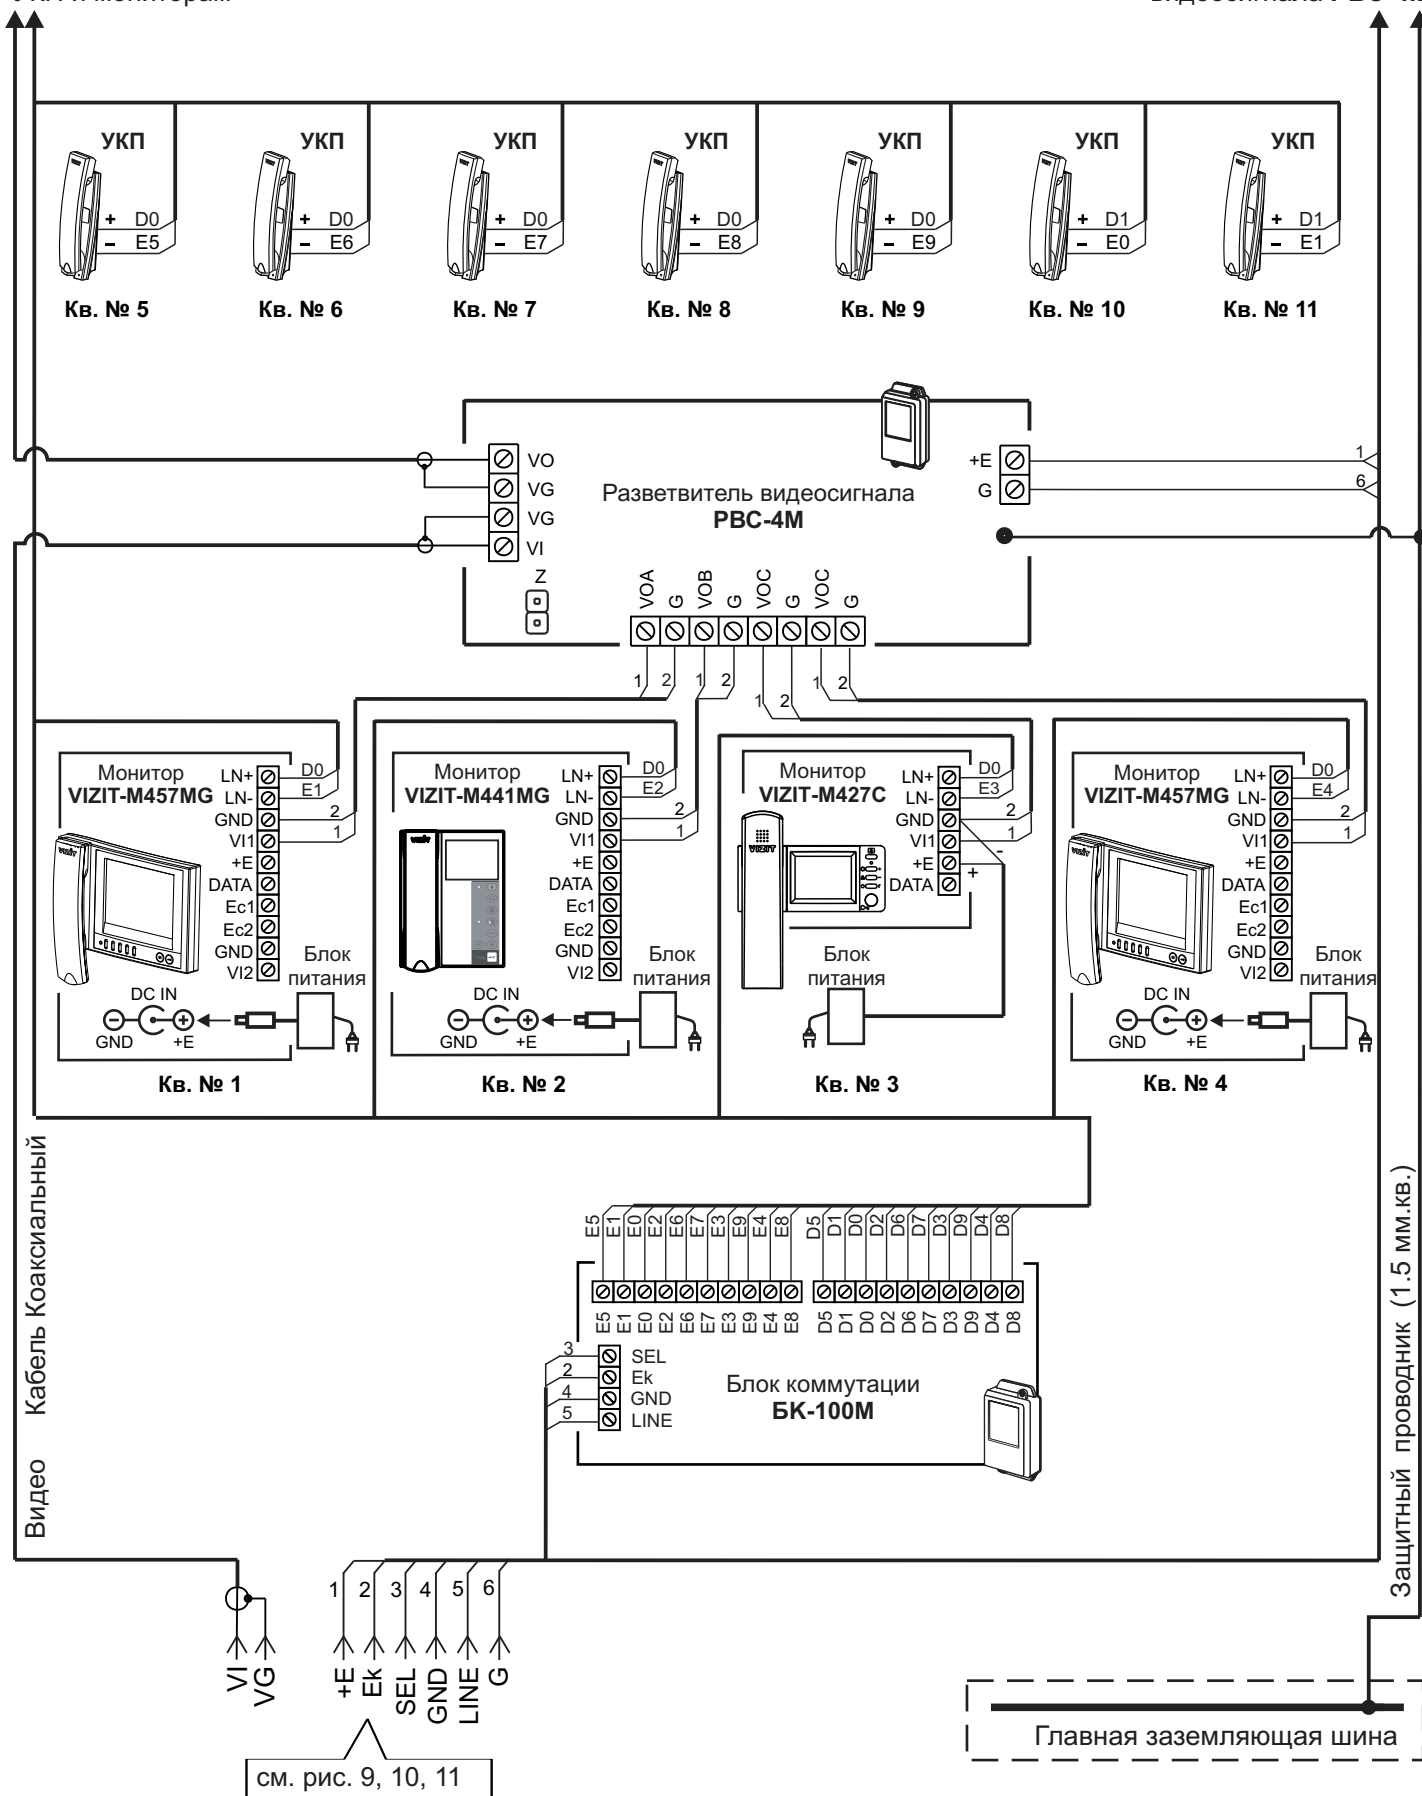 УКП
УКП
УКП
УКП
УКП
УКП
УКП
+ D0
– E5
+ D0
– E6
+ D0
– E7
+ D0
– E8
+ D0
– E9
+ D1
– E0
+ D1
– E1
Кв. № 5
Кв. № 6
Кв. № 7
Кв. № 8
Кв. № 9
Кв. № 10
Кв. № 11
VO
VG
VG
VI
Z
Разветвитель видеосигнала
РВС-4М
+E
G
1
6
VOA
G
VOB
G
VOC
G
VOC
G
1
2
1
2
1
2
1
2
Монитор
VIZIT-M457MG
LN+
LN-
GND
VI1
+E
DATA
Ec1
Ec2
GND
VI2
D0
E1
2
1
Блок
питания
DC IN
GND
+E
Кв. № 1
Монитор
VIZIT-M441MG
LN+
LN-
GND
VI1
+E
DATA
Ec1
Ec2
GND
VI2
D0
E2
2
1
Блок
питания
DC IN
GND
+E
Кв. № 2
Монитор
VIZIT-M427C
VIZIT
LN+
LN-
GND
VI1
+E
DATA
D0
E3
2
1
-
+
Блок
питания
Кв. № 3
Монитор
VIZIT-M457MG
LN+
LN-
GND
VI1
+E
DATA
Ec1
Ec2
GND
VI2
D0
E4
2
1
Блок
питания
DC IN
GND
+E
Кв. № 4
E5
E1
E0
E2
E6
E7
E3
E9
E4
E8
D5
D1
D0
D2
D6
D7
D3
D9
D4
D8
E5
E1
E0
E2
E6
E7
E3
E9
E4
E8
D5
D1
D0
D2
D6
D7
D3
D9
D4
D8
3 SEL
2 Ek
4 GND
5 LINE
Блок коммутации
БК-100М
Видео Кабель Коаксиальный
Защитный проводник (1.5 мм.кв.)
1
2
3
4
5
6
VI
VG
+E
Ek
SEL
GND
LINE
G
см. рис. 9, 10, 11
Главная заземляющая шина